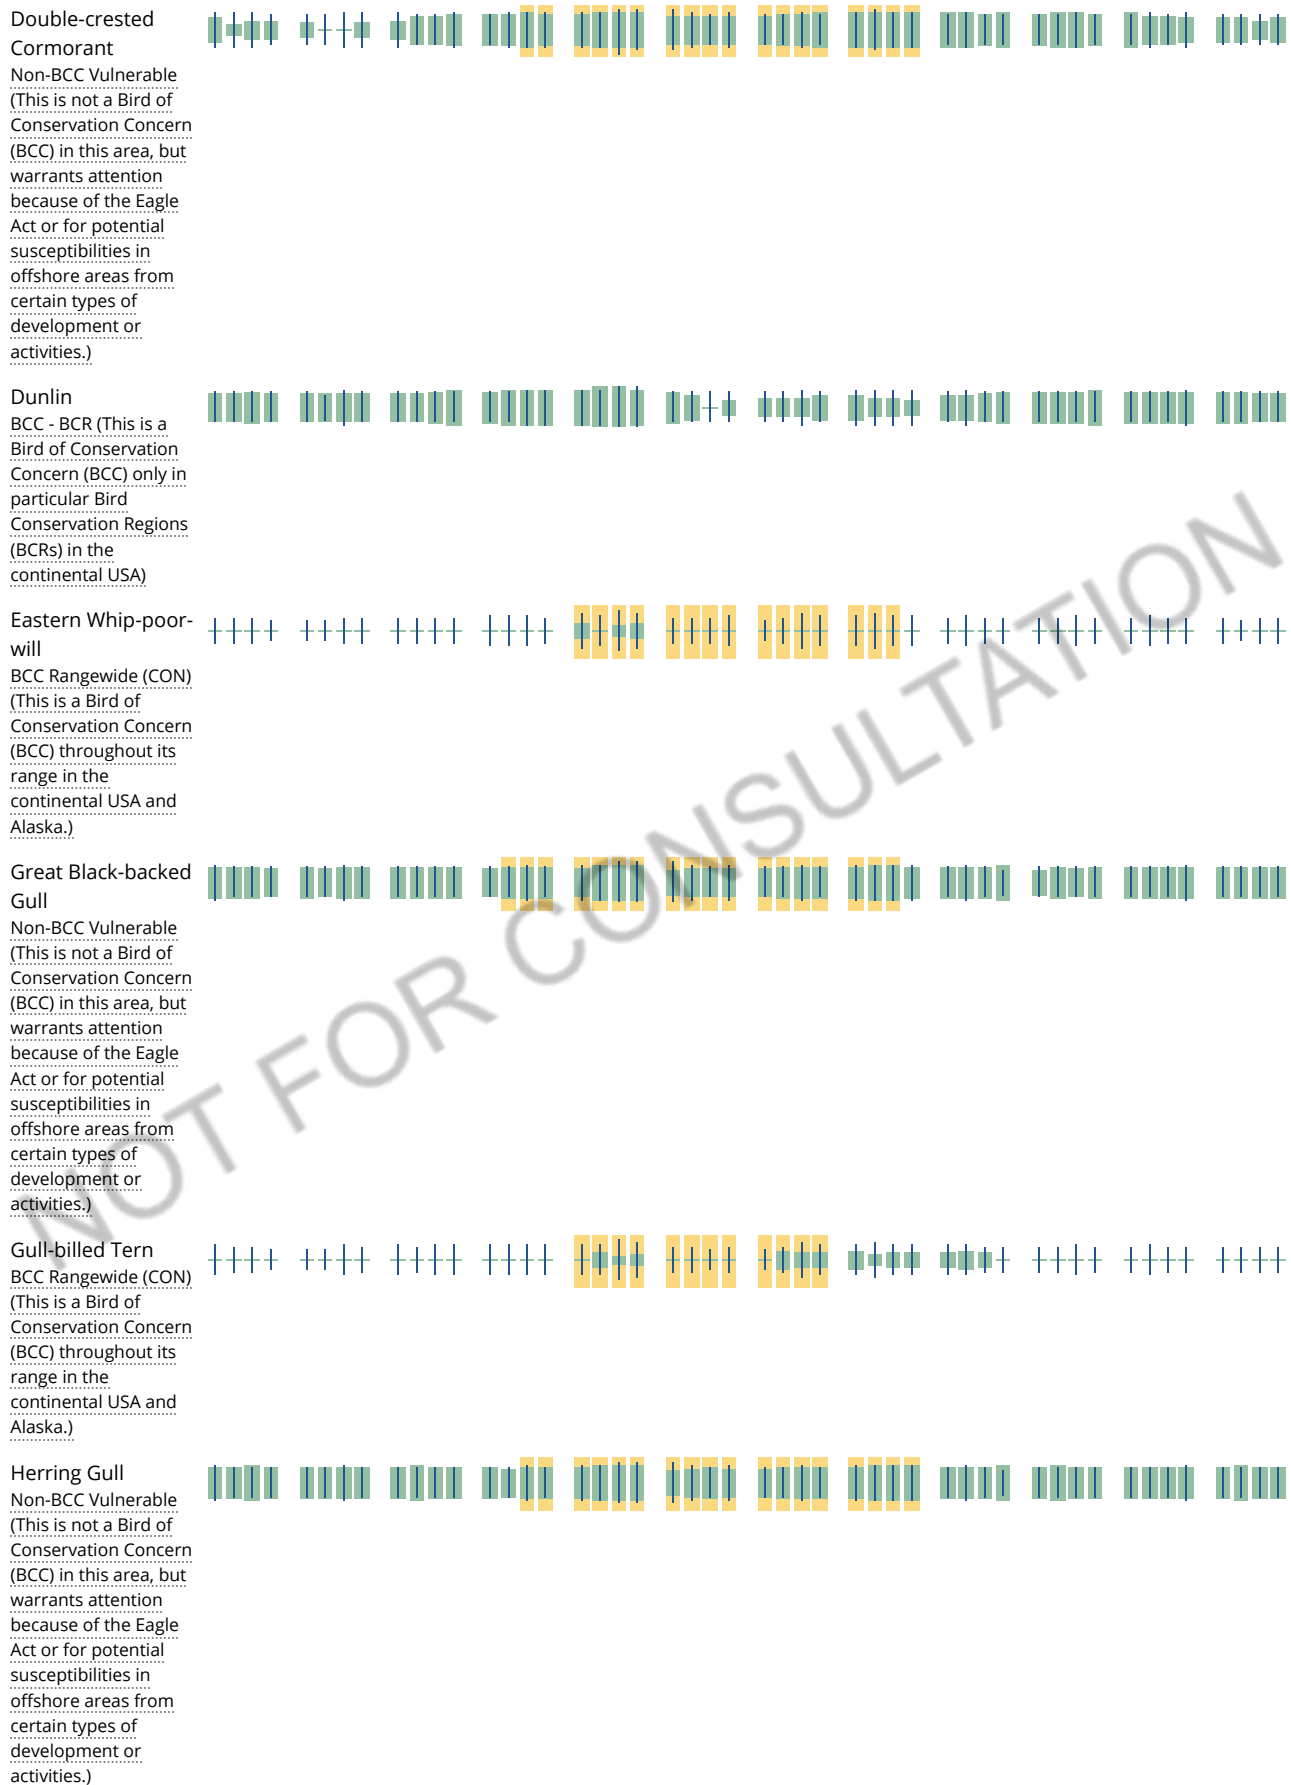 Double-crested
Cormorant
Non-BCC Vulnerable
(This is not a Bird of
Conservation Concern
(BCC) in this area, but
warrants attention
because of the Eagle
Act or for potential
susceptibilities in
offshore areas from
certain types of
development or
activities.)
Dunlin
BCC - BCR (This is a
Bird of Conservation
Concern (BCC) only in
particular Bird
Conservation Regions
(BCRs) in the
continental USA)
Eastern Whip-poor-
will
BCC Rangewide (CON)
(This is a Bird of
Conservation Concern
(BCC) throughout its
range in the
continental USA and
Alaska.)
Great Black-backed
Gull
Non-BCC Vulnerable
(This is not a Bird of
Conservation Concern
(BCC) in this area, but
warrants attention
because of the Eagle
Act or for potential
susceptibilities in
offshore areas from
certain types of
development or
activities.)
Gull-billed Tern
BCC Rangewide (CON)
(This is a Bird of
Conservation Concern
(BCC) throughout its
range in the
continental USA and
Alaska.)
Herring Gull
Non-BCC Vulnerable
(This is not a Bird of
Conservation Concern
(BCC) in this area, but
warrants attention
because of the Eagle
Act or for potential
susceptibilities in
offshore areas from
certain types of
development or
activities.)
NOT FOR CONSULTATION